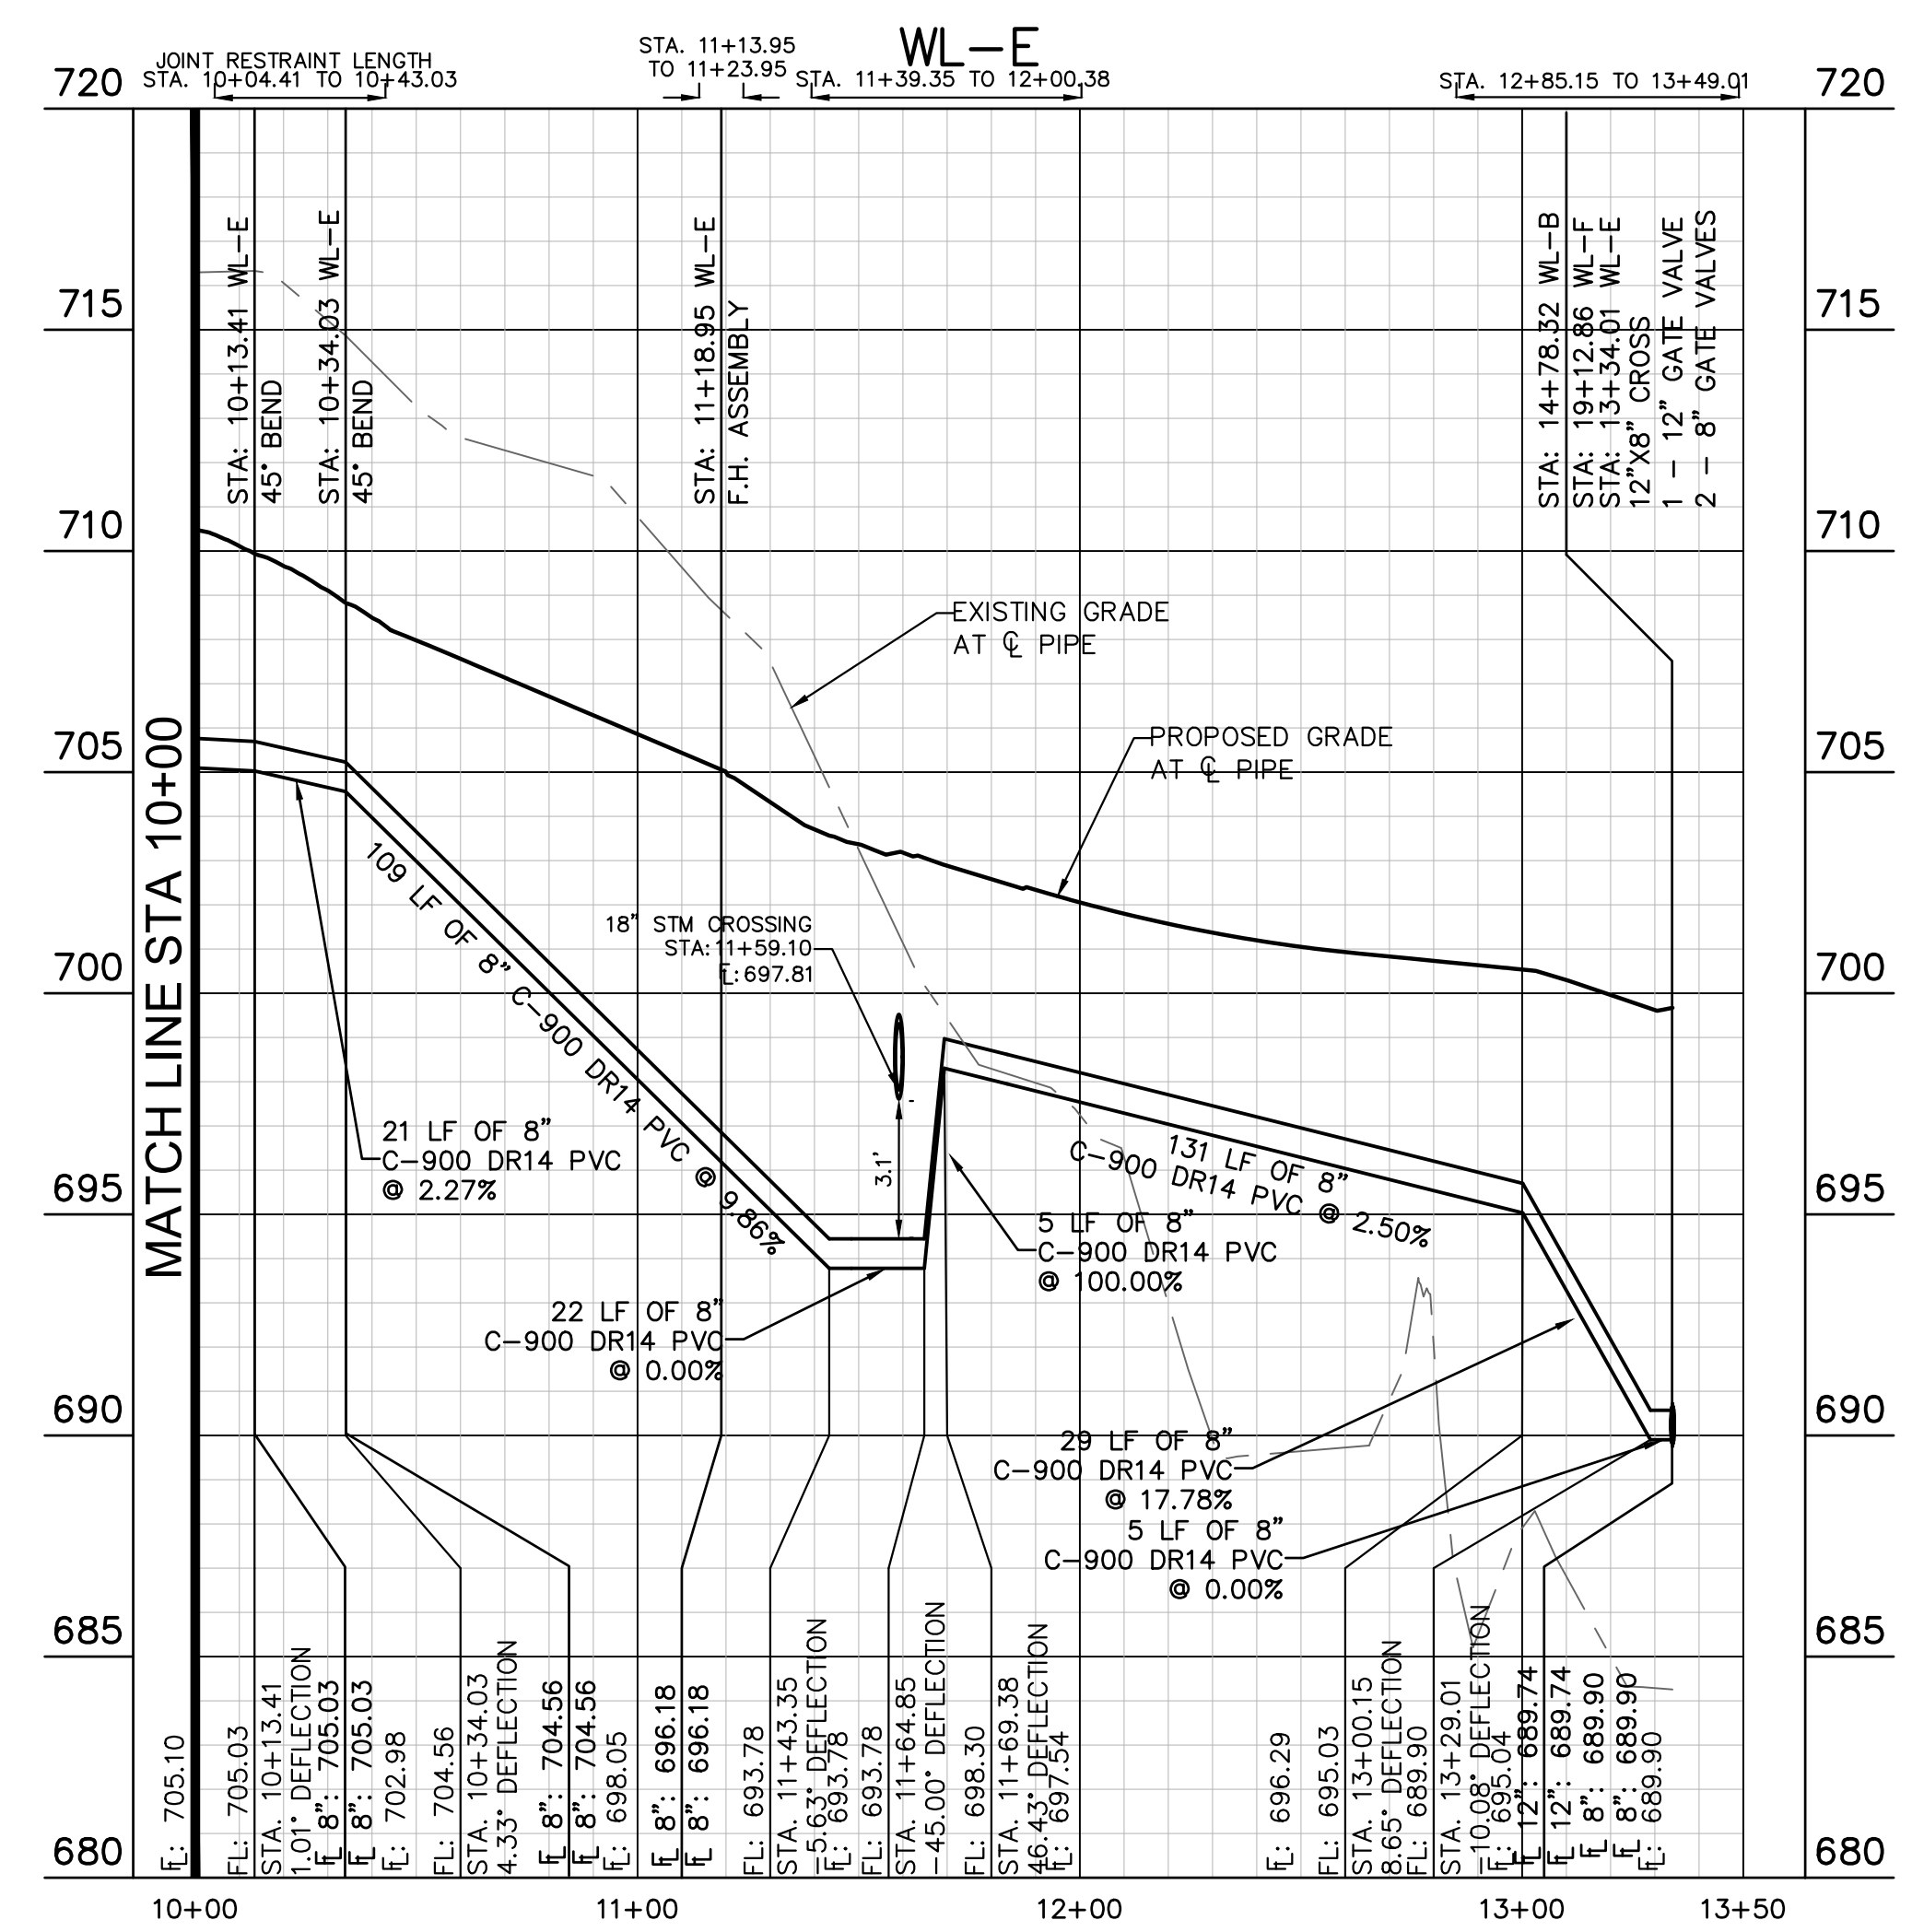 WL-E
JOINT RESTRAINT LENGTH
STA. 10+04.41 TO 10+43.03
STA. 11+13.95
TO 11+23.95
STA. 11+39.35 TO 12+00.38
STA. 12+85.15 TO 13+49.01
720
720
715
715
710
710
705
705
700
700
695
695
690
690
685
685
680
680
MATCH LINE STA 10+00
STA: 10+13.41 WL-E
45° BEND
STA: 10+34.03 WL-E
45° BEND
STA: 11+18.95 WL-E
F.H. ASSEMBLY
STA: 14+78.32 WL-B
STA: 19+12.86 WL-F
STA: 13+34.01 WL-E
12"X8" CROSS
1 - 12" GATE VALVE
2 - 8" GATE VALVES
EXISTING GRADE
AT ℄ PIPE
PROPOSED GRADE
AT ℄ PIPE
109 LF OF 8" C-900 DR14 PVC @ 9.86%
18" STM CROSSING
STA:11+59.10
FL:697.81
3.1'
21 LF OF 8"
C-900 DR14 PVC
@ 2.27%
131 LF OF 8"
C-900 DR14 PVC @ 2.50%
5 LF OF 8"
C-900 DR14 PVC
@ 100.00%
22 LF OF 8"
C-900 DR14 PVC
@ 0.00%
29 LF OF 8"
C-900 DR14 PVC
@ 17.78%
5 LF OF 8"
C-900 DR14 PVC
@ 0.00%
FL: 705.10
FL: 705.03
STA. 10+13.41
1.01° DEFLECTION
FL 8": 705.03
FL 8": 705.03
FL: 702.98
FL: 704.56
STA. 10+34.03
4.33° DEFLECTION
FL 8": 704.56
FL 8": 704.56
FL: 698.05
FL 8": 696.18
FL 8": 696.18
FL: 693.78
STA. 11+43.35
-5.63° DEFLECTION
FL: 693.78
FL: 693.78
STA. 11+64.85
-45.00° DEFLECTION
FL: 698.30
STA. 11+69.38
46.43° DEFLECTION
FL: 697.54
FL: 696.29
FL: 695.03
STA. 13+00.15
8.65° DEFLECTION
FL: 689.90
STA. 13+29.01
-10.08° DEFLECTION
FL: 695.04
FL 12": 689.74
FL 12": 689.74
FL 8": 689.90
FL 8": 689.90
FL: 689.90
10+00
11+00
12+00
13+00
13+50